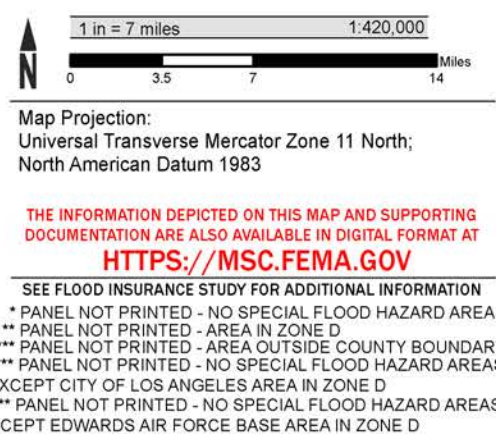 1 in = 7 miles 1:420,000
N
Miles
0 3.5 7 14
Map Projection:
Universal Transverse Mercator Zone 11 North;
North American Datum 1983
THE INFORMATION DEPICTED ON THIS MAP AND SUPPORTING
DOCUMENTATION ARE ALSO AVAILABLE IN DIGITAL FORMAT AT
HTTPS://MSC.FEMA.GOV
SEE FLOOD INSURANCE STUDY FOR ADDITIONAL INFORMATION
* PANEL NOT PRINTED - NO SPECIAL FLOOD HAZARD AREA
** PANEL NOT PRINTED - AREA IN ZONE D
** PANEL NOT PRINTED - AREA OUTSIDE COUNTY BOUNDAR
** PANEL NOT PRINTED - NO SPECIAL FLOOD HAZARD AREAS
XCEPT CITY OF LOS ANGELES AREA IN ZONE D
** PANEL NOT PRINTED - NO SPECIAL FLOOD HAZARD AREAS
CEPT EDWARDS AIR FORCE BASE AREA IN ZONE D